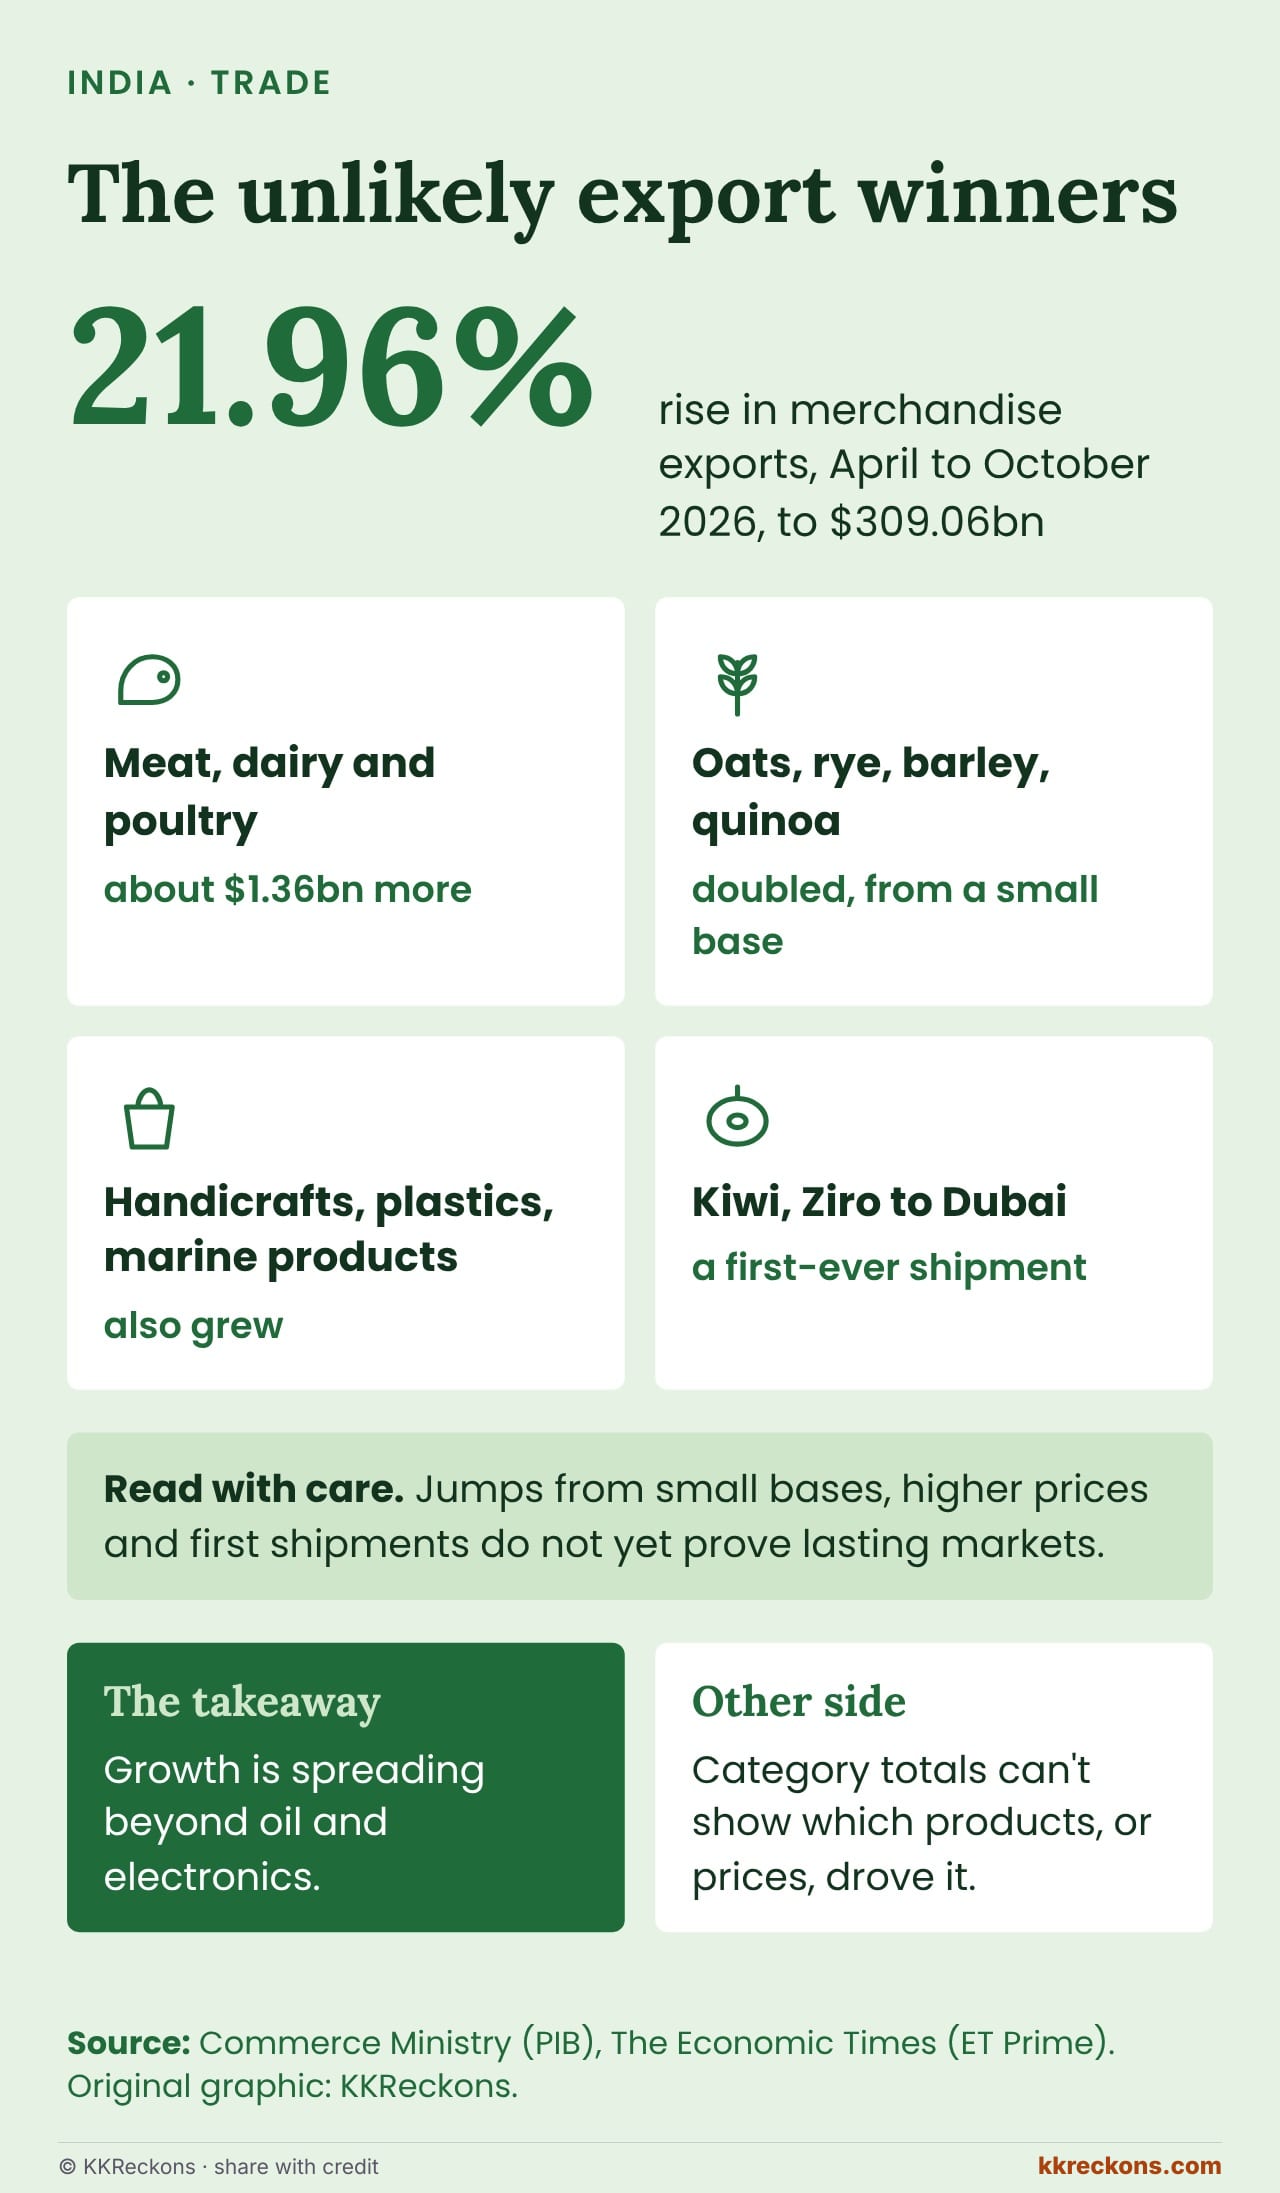 INDIA · TRADE
The unlikely export winners
21.96%
rise in merchandise
exports, April to October
2026, to $309.06bn
Meat, dairy and
poultry
about $1.36bn more
Oats, rye, barley,
quinoa
doubled, from a small
base
Handicrafts, plastics,
marine products
also grew
Kiwi, Ziro to Dubai
a first-ever shipment
Read with care. Jumps from small bases, higher prices
and first shipments do not yet prove lasting markets.
The takeaway
Growth is spreading
beyond oil and
electronics.
Other side
Category totals can't
show which products, or
prices, drove it.
Source: Commerce Ministry (PIB), The Economic Times (ET Prime).
Original graphic: KKReckons.
© KKReckons · share with credit
kkreckons.com